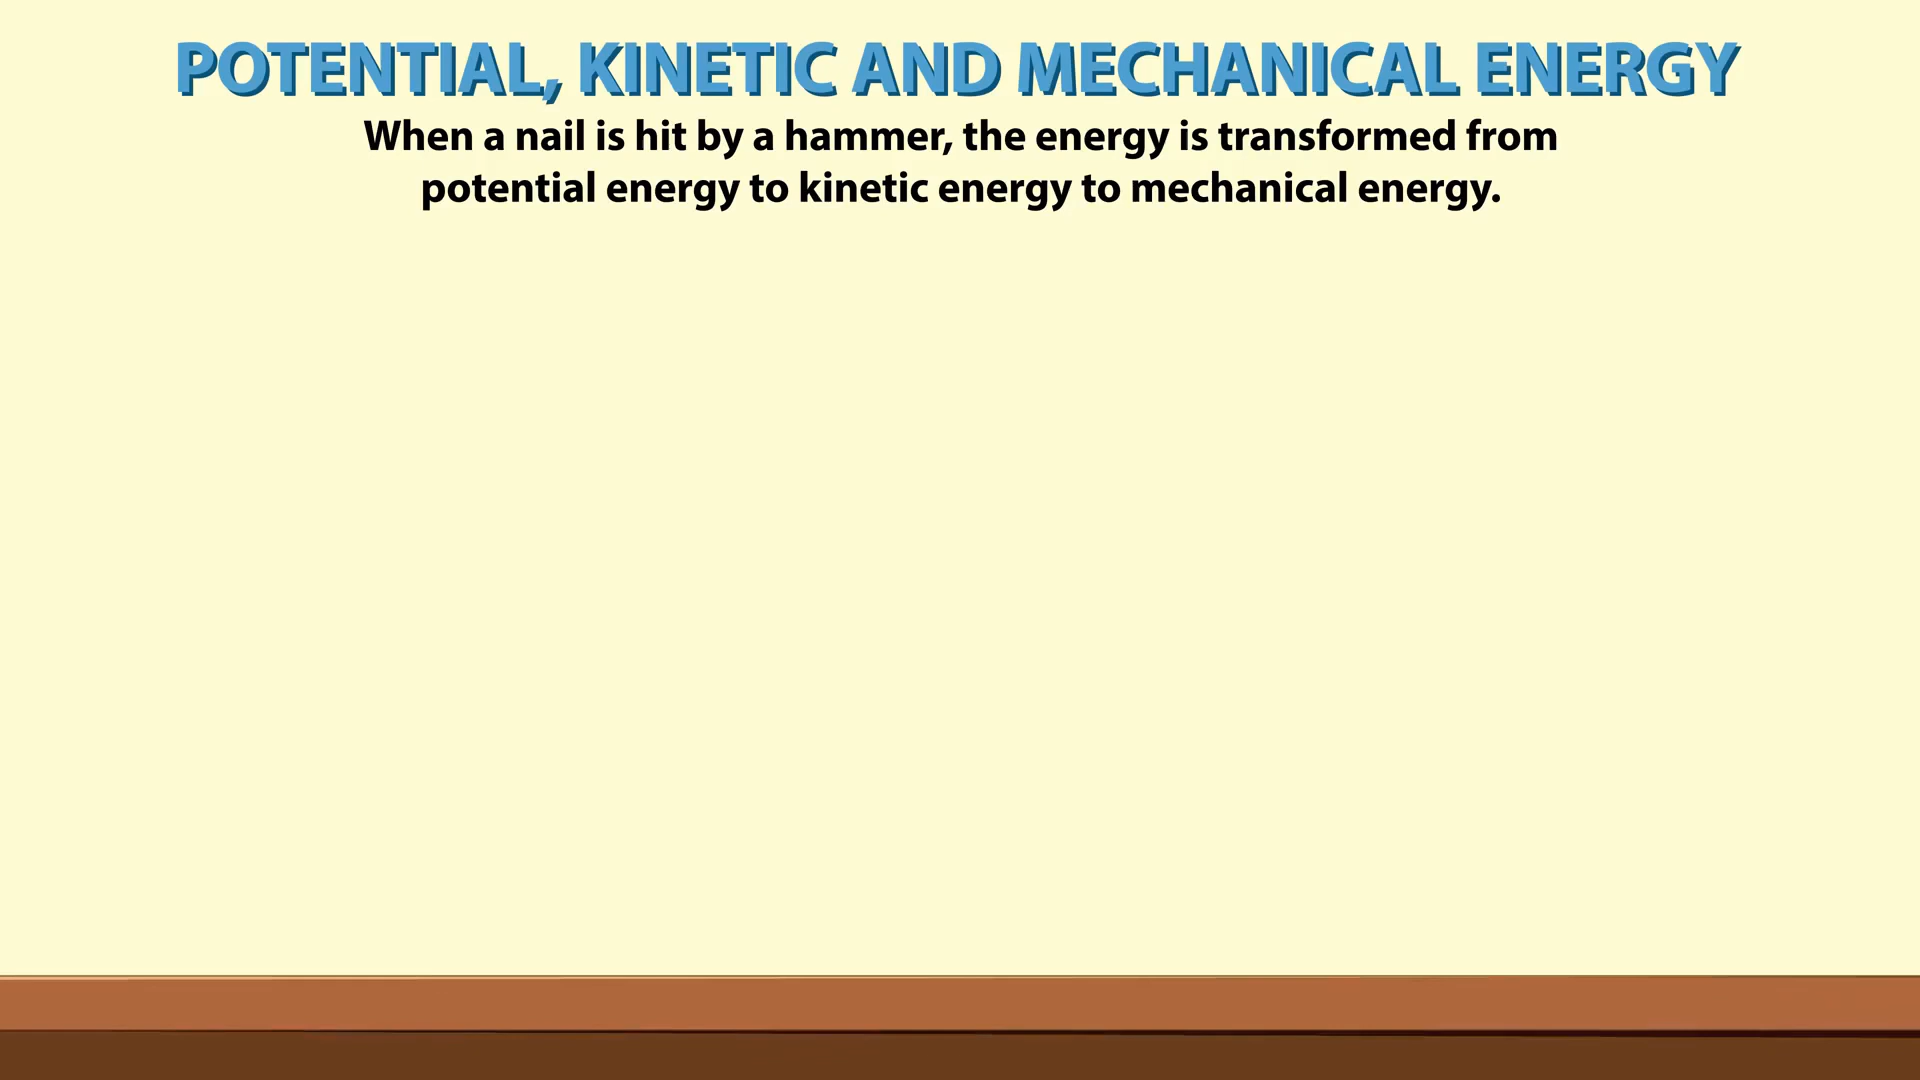 POTENTIAL, KINETIC AND MECHANICAL ENERGY
When a nail is hit by a hammer, the energy is transformed from
potential energy to kinetic energy to mechanical energy.